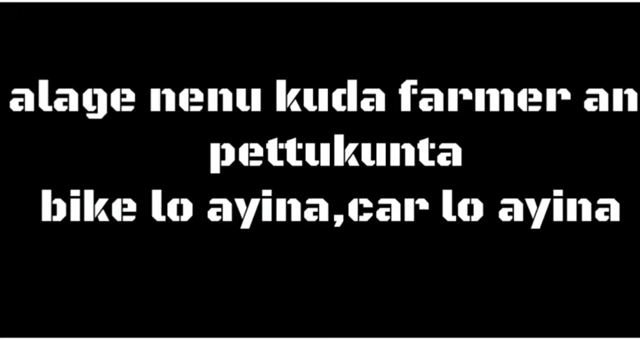 alage nenu kuda farmer an
pettukunta
bike lo ayina,car lo ayina